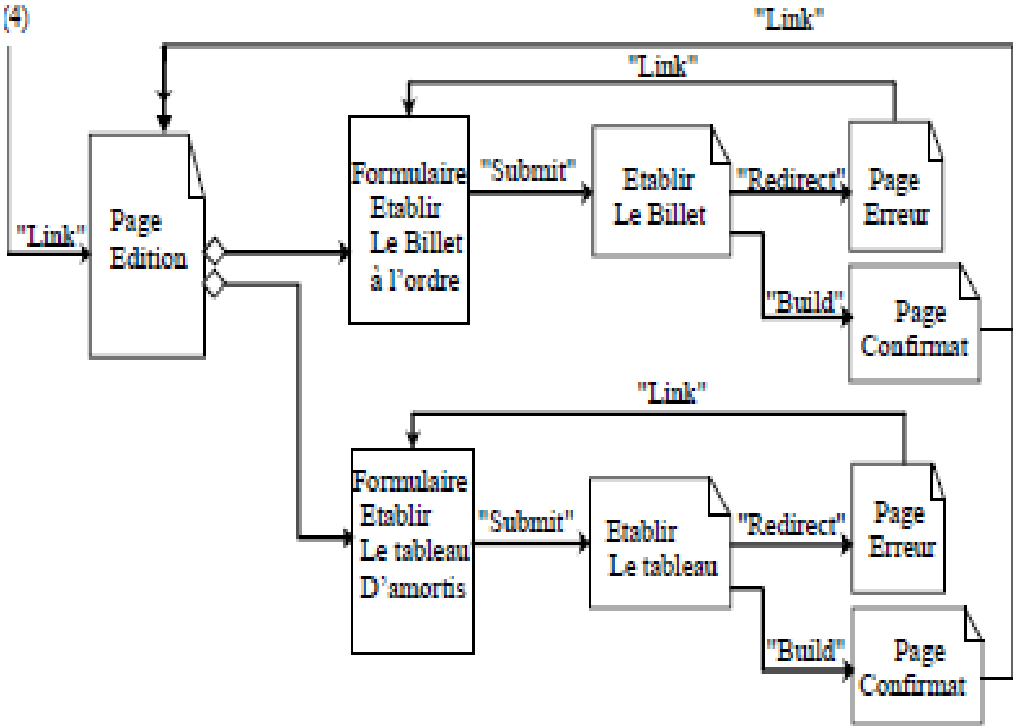 (4)
"Link"
"Link"
Formulaire
Etablir
Le Billet
à l'ordre
"Submit"
Etablir
Le Billet
"Redirect"
Page
Erreur
"Link"
Page
Edition
"Build"
Page
Confirmat
"Link"
Formulaire
Etablir
Le tableau
D'amortis
"Submit"
Etablir
Le tableau
"Redirect"
Page
Erreur
"Build"
Page
Confirmat